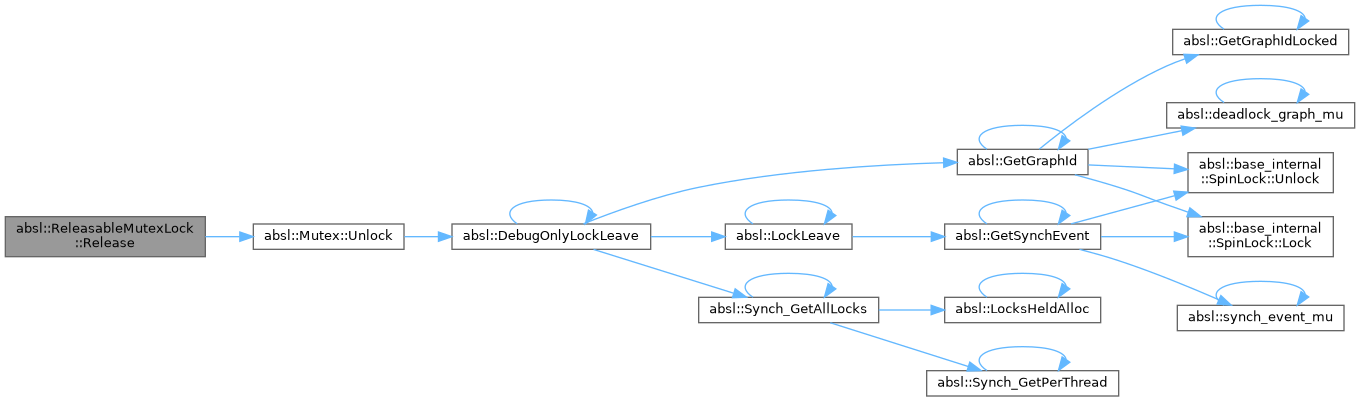 absl::ReleasableMutexLock
::Release
absl::Mutex::Unlock
absl::DebugOnlyLockLeave
absl::GetGraphId
absl::GetGraphIdLocked
absl::deadlock_graph_mu
absl::base_internal
::SpinLock::Unlock
absl::base_internal
::SpinLock::Lock
absl::LockLeave
absl::GetSynchEvent
absl::synch_event_mu
absl::Synch_GetAllLocks
absl::LocksHeldAlloc
absl::Synch_GetPerThread